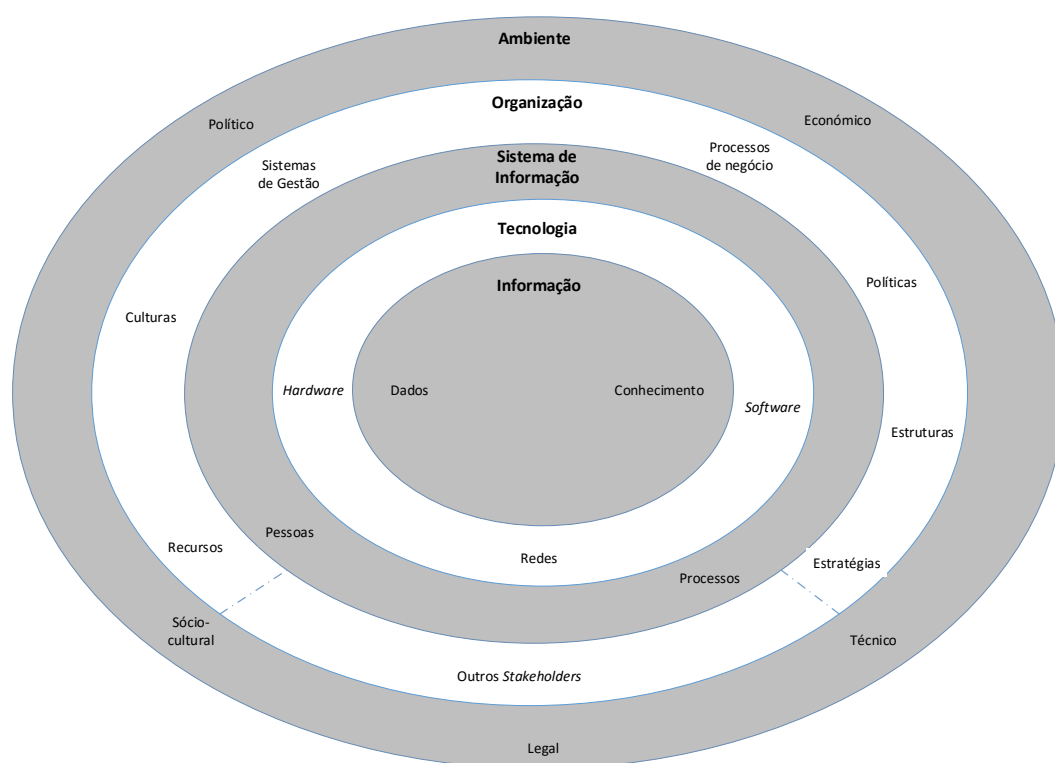 Ambiente
Organização
Político
Económico
Sistemas
de Gestão
Processos
de negócio
Sistema de
Informação
Tecnologia
Informação
Políticas
Culturas
Hardware
Dados
Conhecimento
Software
Estruturas
Pessoas
Recursos
Redes
Processos
Estratégias
Sócio-
cultural
Técnico
Outros Stakeholders
Legal